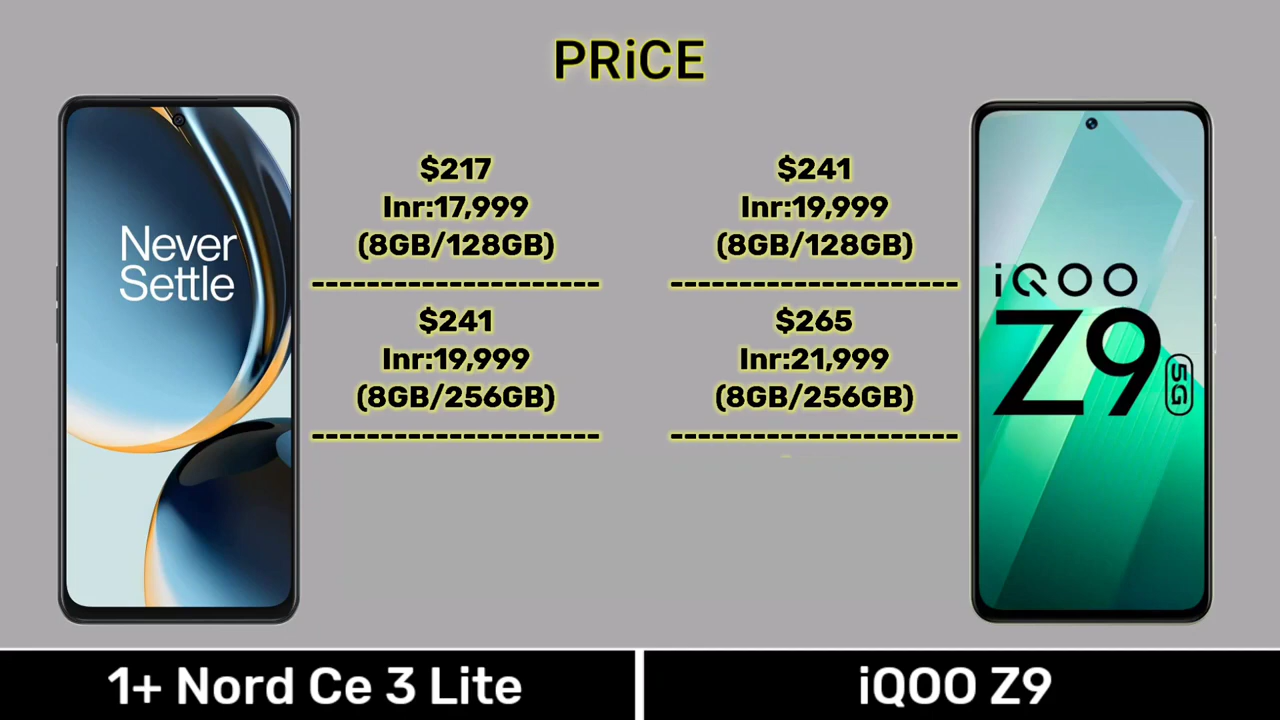 PRiCE
Never
Settle
$217
Inr:17,999
(8GB/128GB)
---------------------
$241
Inr:19,999
(8GB/256GB)
---------------------
$241
Inr:19,999
(8GB/128GB)
---------------------
$265
Inr:21,999
(8GB/256GB)
---------------------
iQOO
Z9
5G
1+ Nord Ce 3 Lite
iQOO Z9